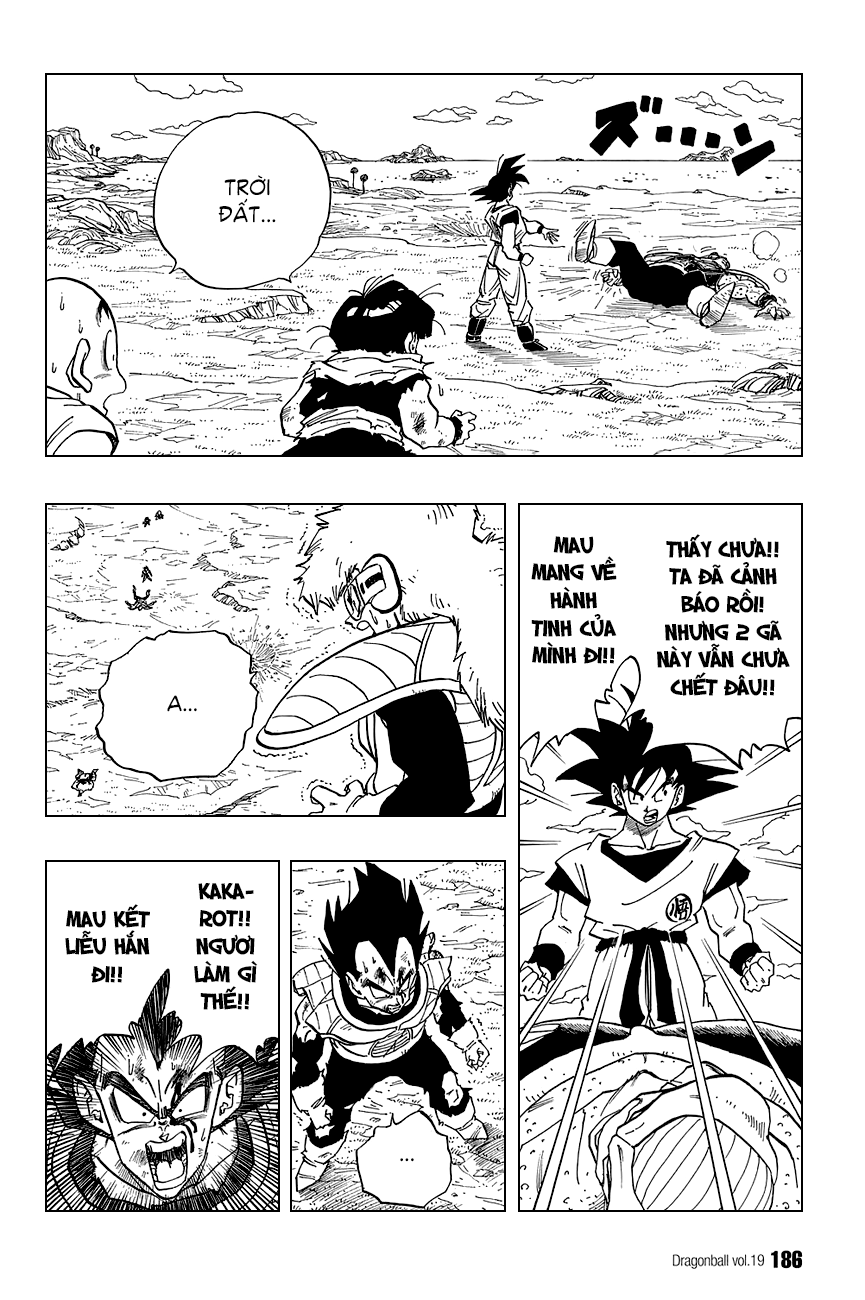 ズ・・・ン
TRỜI
ĐẤT...
THẤY CHƯA!!
TA ĐÃ CẢNH
BÁO RỒI!
NHƯNG 2 GÃ
NÀY VẪN CHƯA
CHẾT ĐÂU!!
MAU
MANG VỀ
HÀNH
TINH CỦA
MÌNH ĐI!!
悟
A...
...
KAKA-
ROT!!
NGƯƠI
LÀM GÌ
THẾ!!
MAU KẾT
LIỄU HẮN
ĐI!!
Dragonball vol.19 186